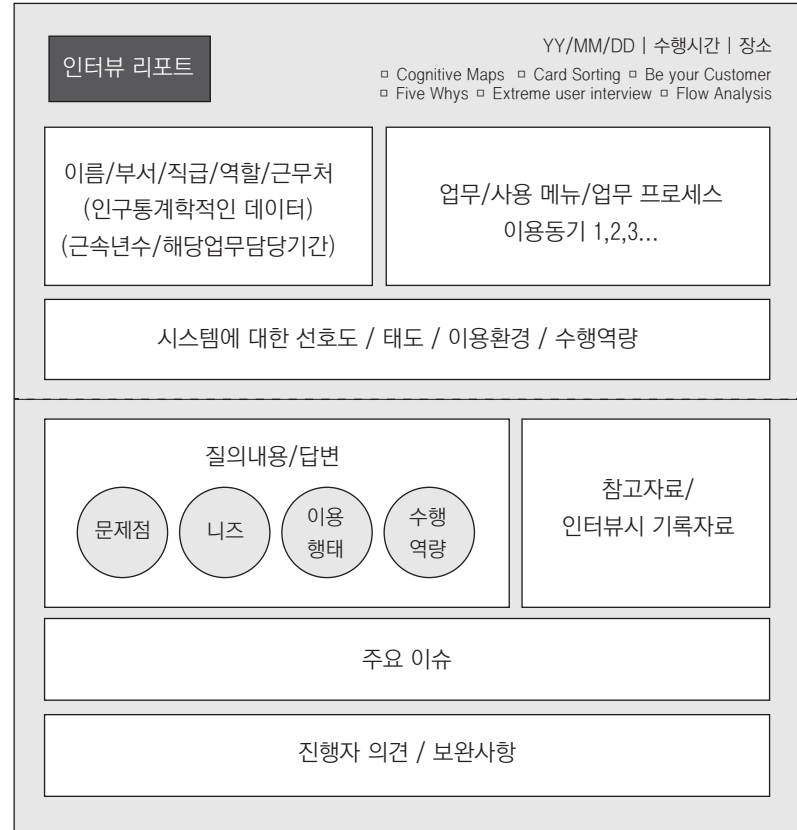 인터뷰 리포트
YY/MM/DD | 수행시간 | 장소
▫ Cognitive Maps ▫ Card Sorting ▫ Be your Customer
▫ Five Whys ▫ Extreme user interview ▫ Flow Analysis
이름/부서/직급/역할/근무처
(인구통계학적인 데이터)
(근속년수/해당업무담당기간)
업무/사용 메뉴/업무 프로세스
이용동기 1,2,3...
시스템에 대한 선호도 / 태도 / 이용환경 / 수행역량
질의내용/답변
문제점
니즈
이용
행태
수행
역량
참고자료/
인터뷰시 기록자료
주요 이슈
진행자 의견 / 보완사항